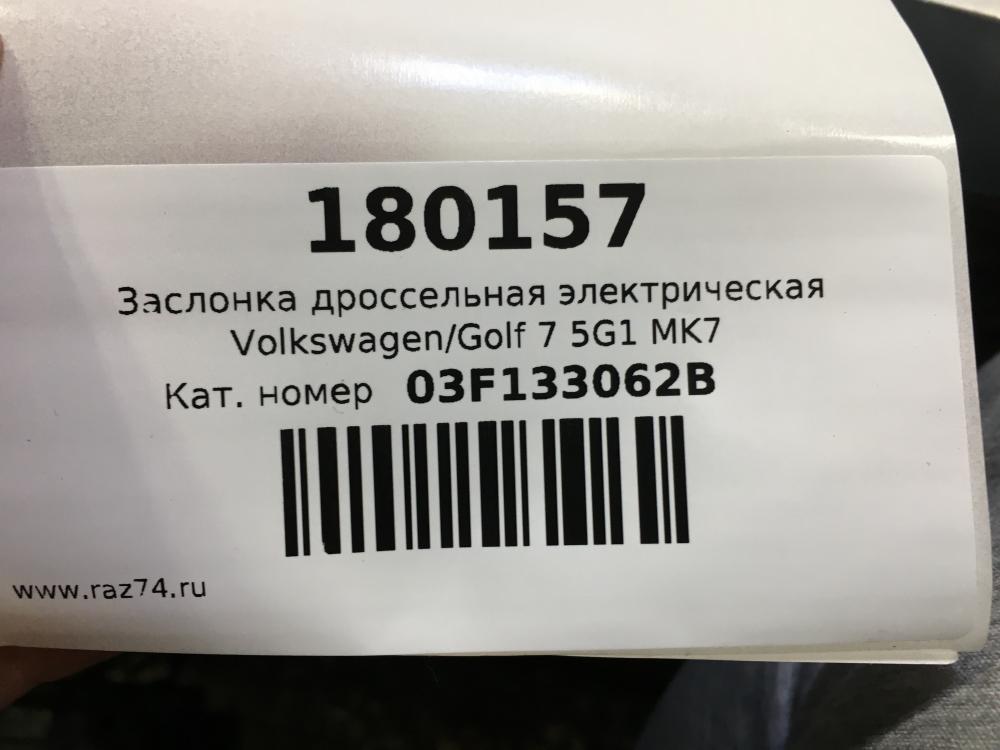 180157
Заслонка дроссельная электрическая
Volkswagen/Golf 7 5G1 MK7
Кат. номер 03F133062B
www.raz74.ru